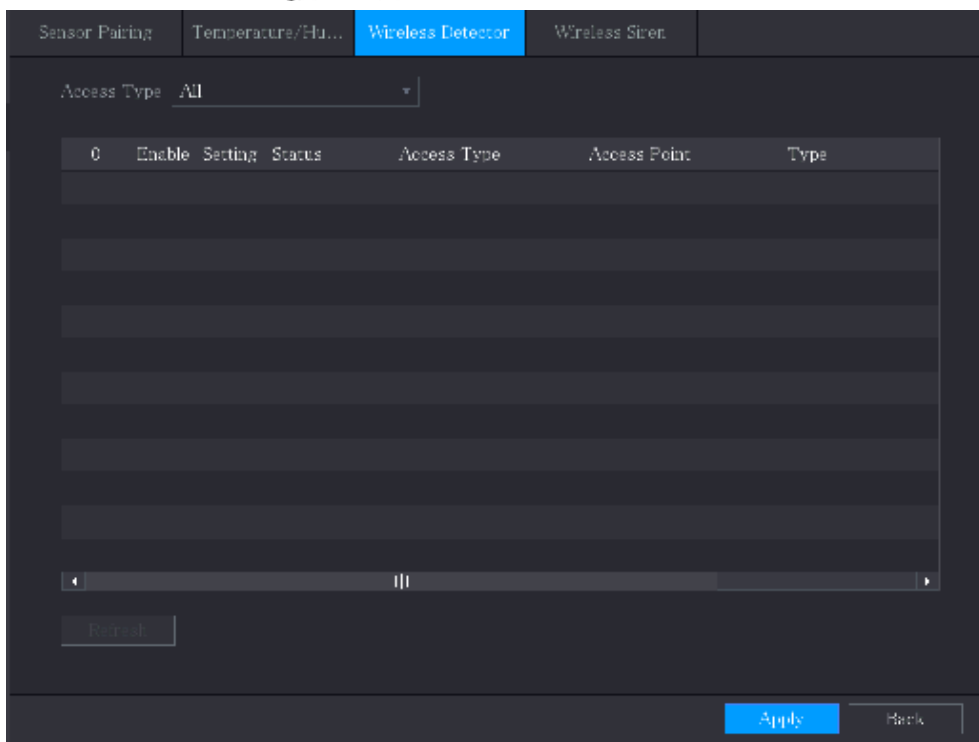 Sensor Pairing Temperature/Hu... Wireless Detector Wireless Siren
Access Type All
0 Enable Setting Status Access Type Access Point Type
Refresh
Apply Back